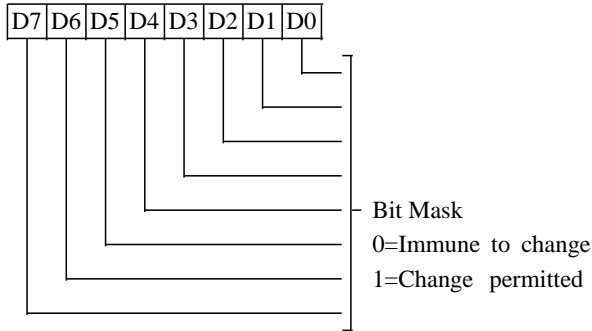 D7 D6 D5 D4 D3 D2 D1 D0
Bit Mask
0=Immune to change
1=Change permitted